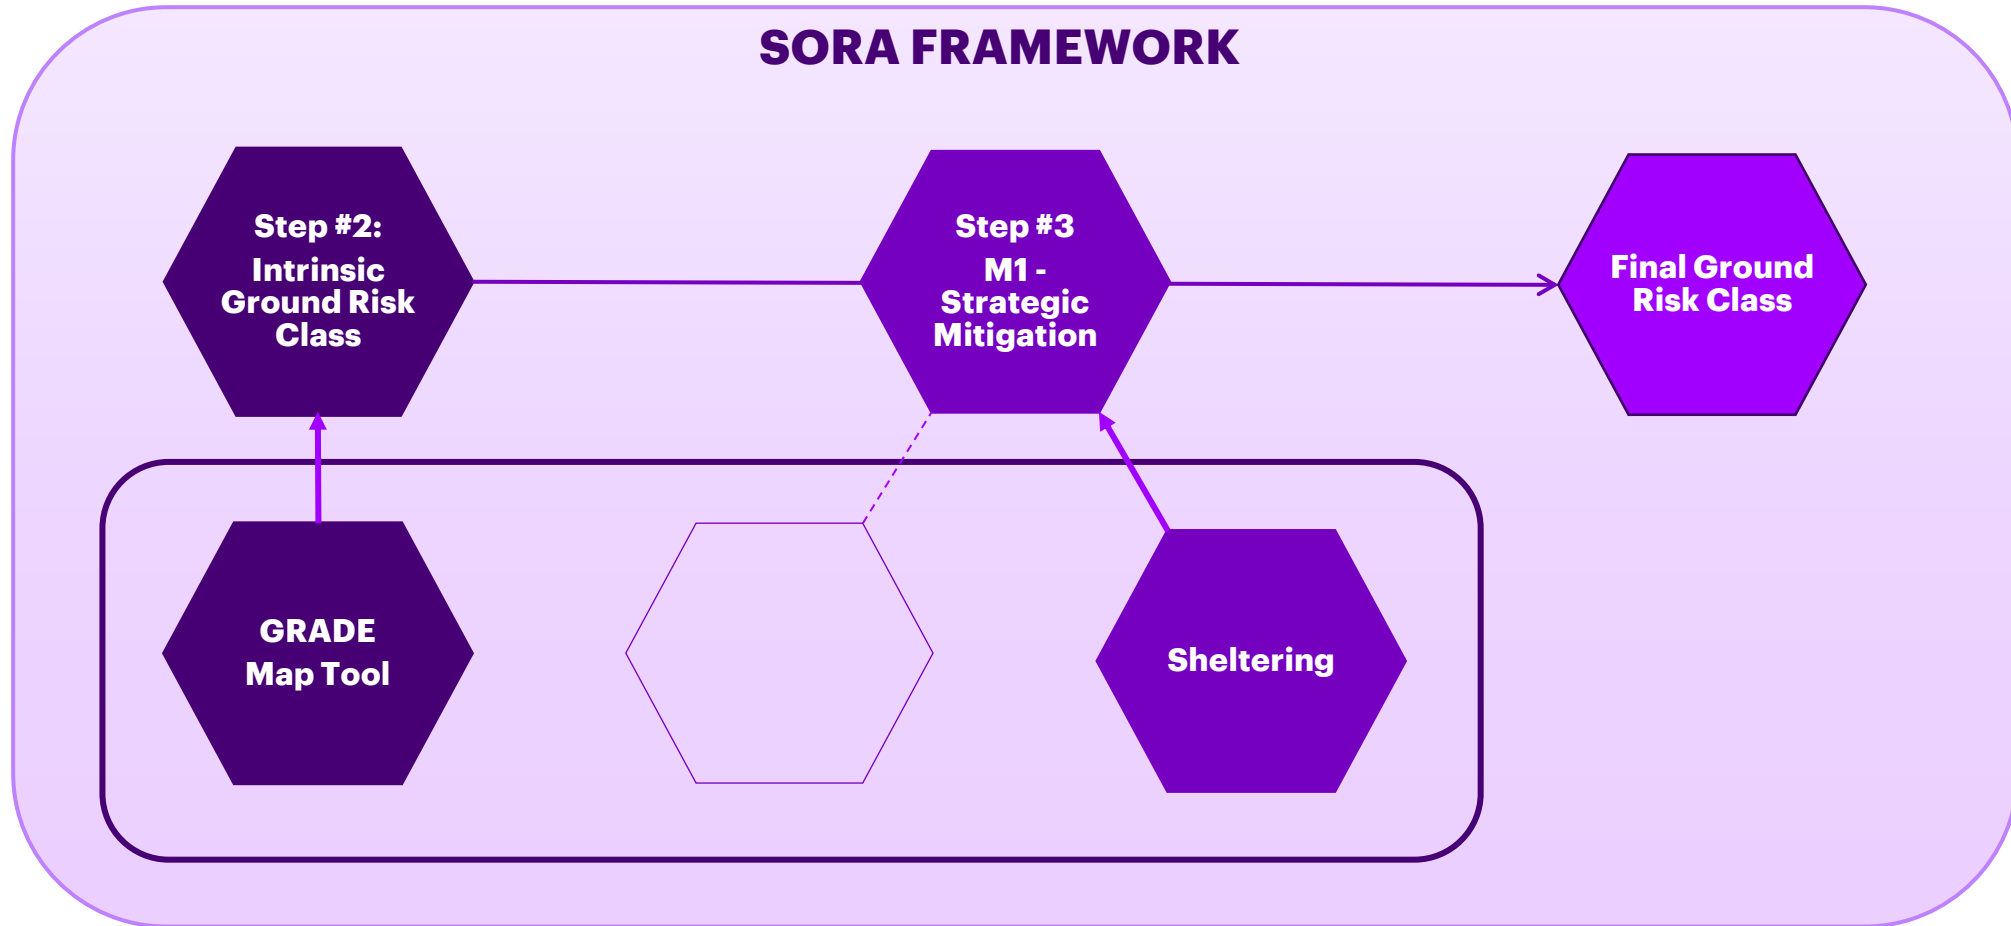 SORA FRAMEWORK
Step #2:
Intrinsic
Ground Risk
Class
Step #3
M1 -
Strategic
Mitigation
Final Ground
Risk Class
GRADE
Map Tool
Sheltering